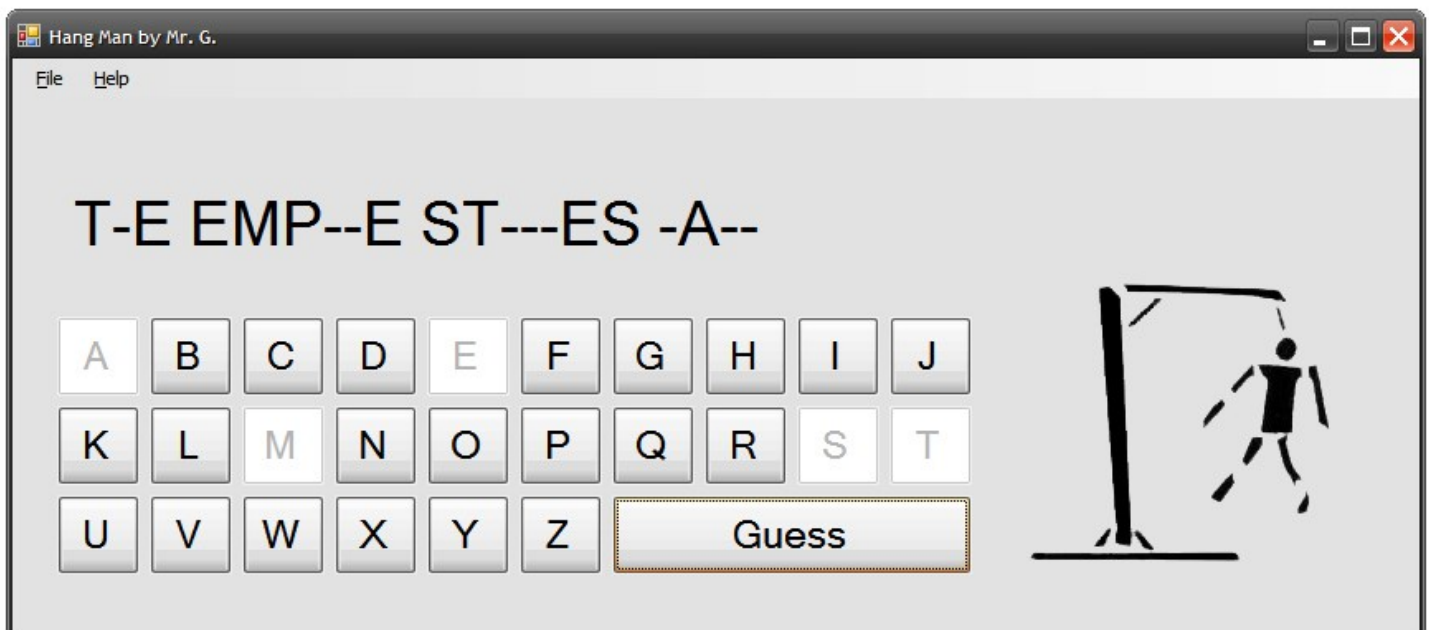 Hang Man by Mr. G.
File Help
T-E EMP--E ST---ES -A--
A B C D E F G H I J
K L M N O P Q R S T
U V W X Y Z Guess